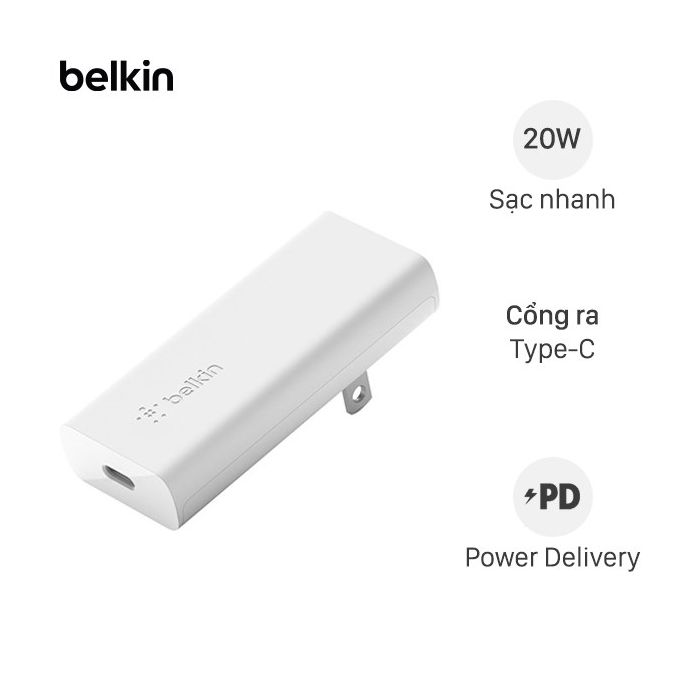 belkin
20W
Sạc nhanh
Cổng ra
Type-C
belkin
PD
Power Delivery